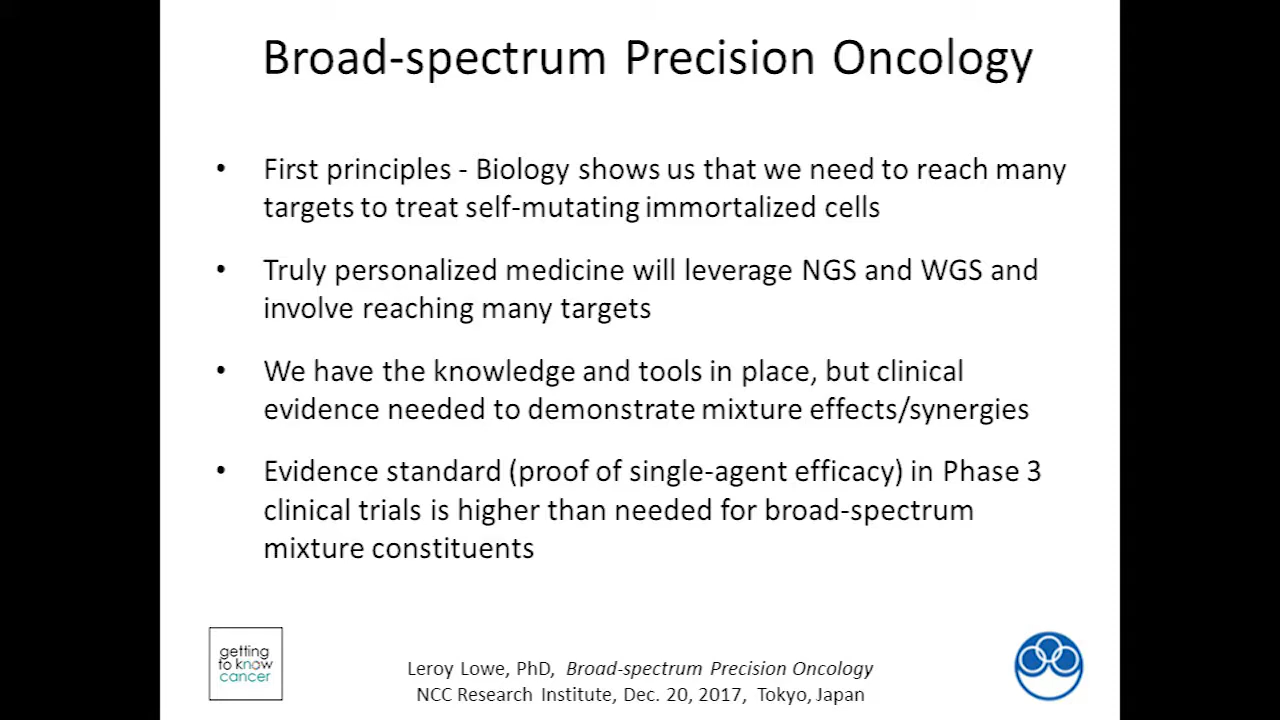 Broad-spectrum Precision Oncology
• First principles - Biology shows us that we need to reach many
targets to treat self-mutating immortalized cells
• Truly personalized medicine will leverage NGS and WGS and
involve reaching many targets
• We have the knowledge and tools in place, but clinical
evidence needed to demonstrate mixture effects/synergies
• Evidence standard (proof of single-agent efficacy) in Phase 3
clinical trials is higher than needed for broad-spectrum
mixture constituents
getting
to know
cancer
Leroy Lowe, PhD, Broad-spectrum Precision Oncology
NCC Research Institute, Dec. 20, 2017, Tokyo, Japan